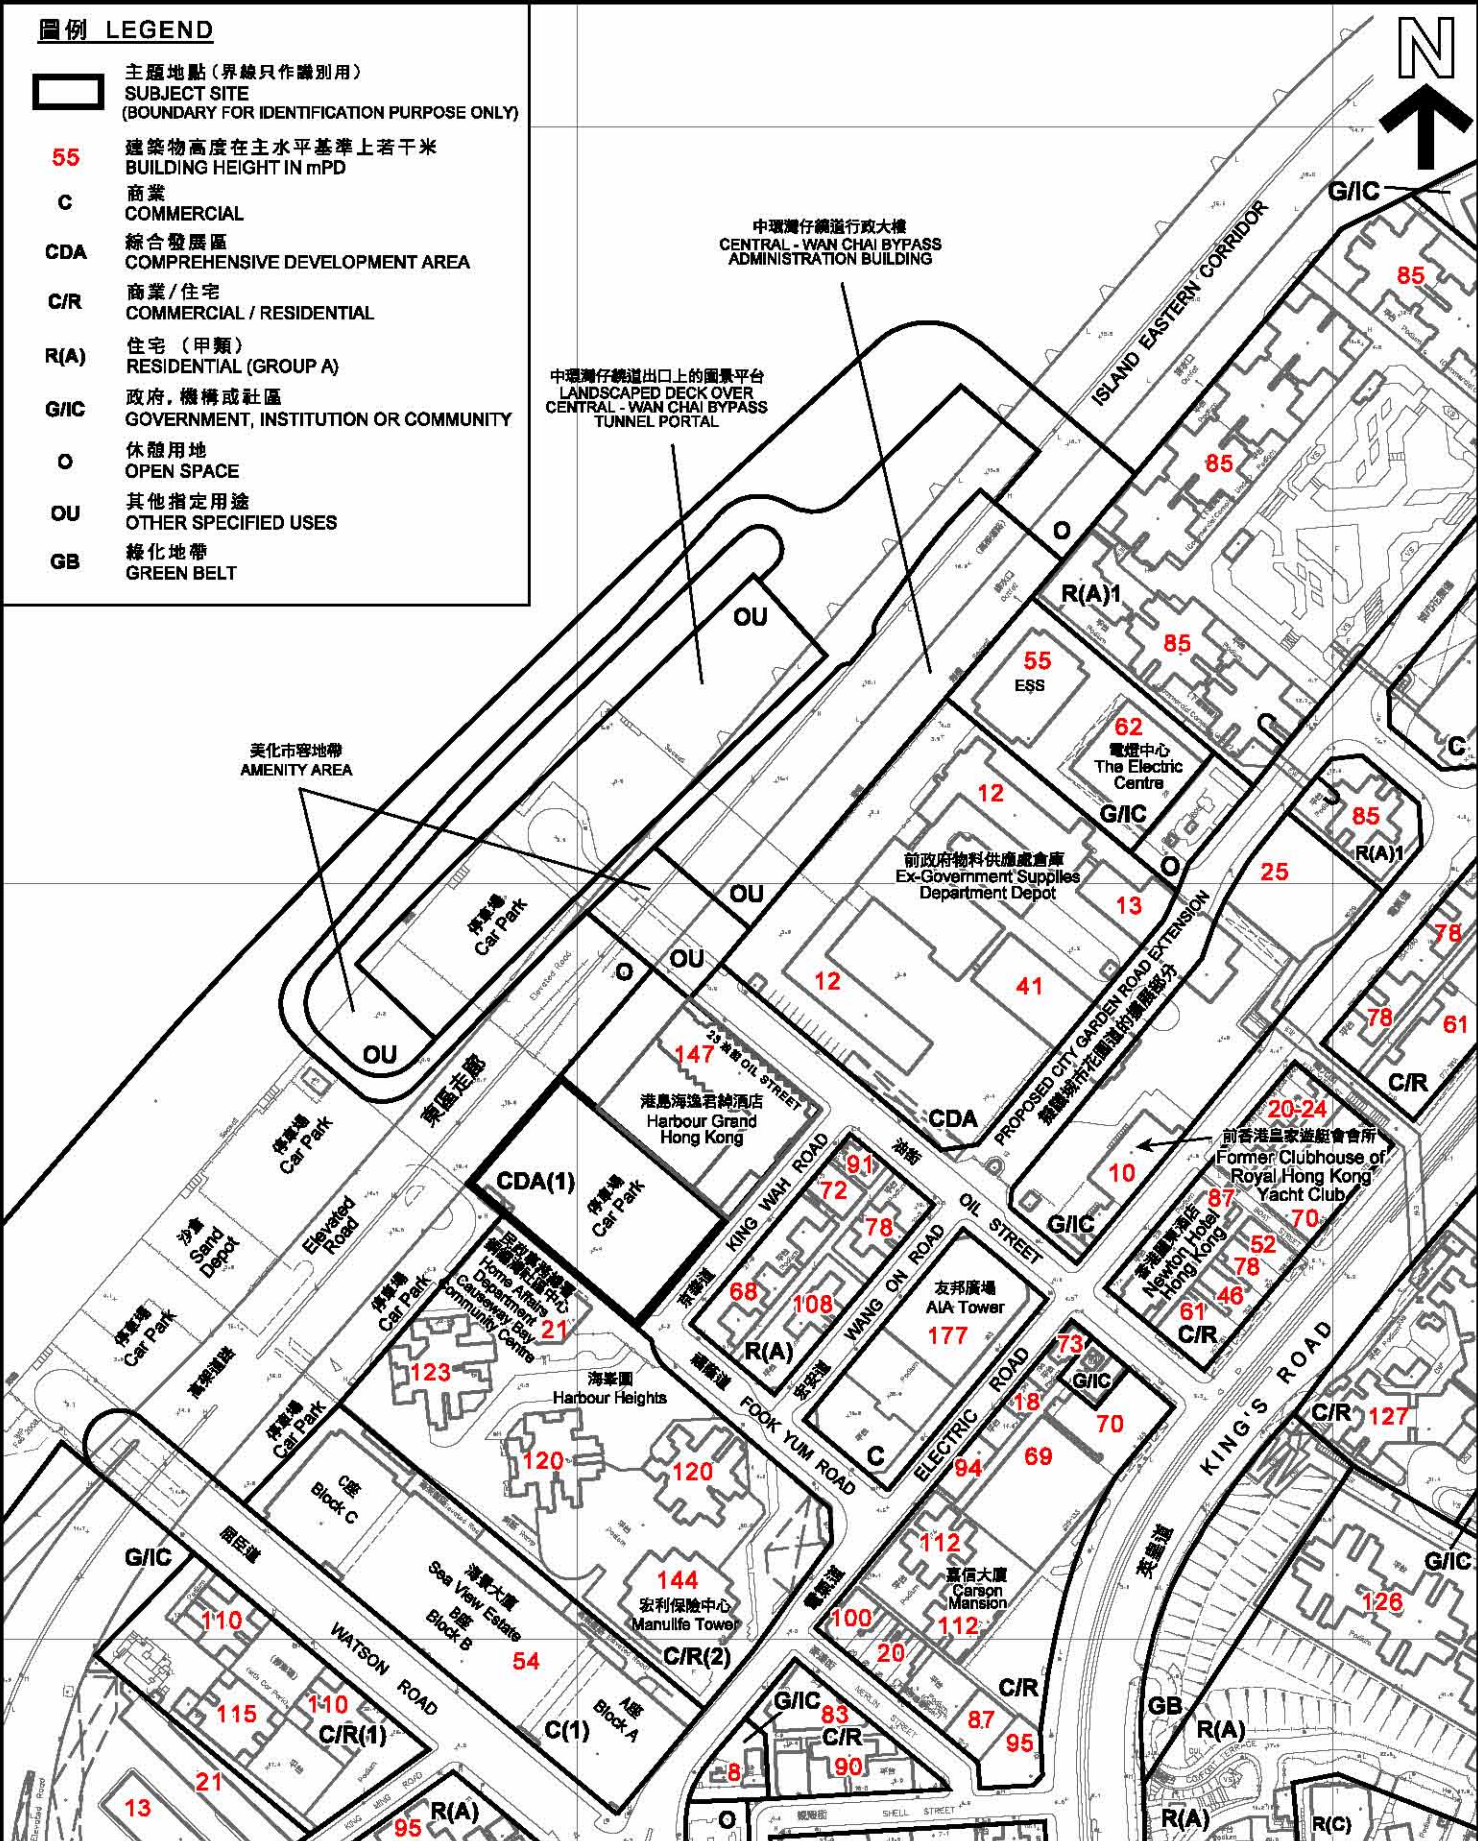 圖例 LEGEND
主題地點(界線只作識別用)
SUBJECT SITE
(BOUNDARY FOR IDENTIFICATION PURPOSE ONLY)
55
建築物高度在主水平基準上若干米
BUILDING HEIGHT IN mPD
C
商業
COMMERCIAL
CDA
綜合發展區
COMPREHENSIVE DEVELOPMENT AREA
C/R
商業/住宅
COMMERCIAL / RESIDENTIAL
R(A)
住宅 (甲類)
RESIDENTIAL (GROUP A)
G/IC
政府, 機構或社區
GOVERNMENT, INSTITUTION OR COMMUNITY
O
休憩用地
OPEN SPACE
OU
其他指定用途
OTHER SPECIFIED USES
GB
綠化地帶
GREEN BELT
N
G/IC
中環灣仔繞道行政大樓
CENTRAL - WAN CHAI BYPASS
ADMINISTRATION BUILDING
ISLAND EASTERN CORRIDOR
85
中環灣仔繞道出口上的園景平台
LANDSCAPED DECK OVER
CENTRAL - WAN CHAI BYPASS
TUNNEL PORTAL
85
O
R(A)1
OU
85
55
ESS
62
電燈中心
The Electric
Centre
G/IC
C
C
美化市容地帶
AMENITY AREA
12
85
R(A)1
前政府物料供應處倉庫
Ex-Government Supplies
Department Depot
O
25
13
OU
停車場
Car Park
78
OU
O
12
41
78
61
C/R
PROPOSED CITY GARDEN ROAD EXTENSION
擬議城市花園道的擴展部分
OU
東區走廊
147
23 油街 OIL STREET
港島海逸君綽酒店
Harbour Grand
Hong Kong
CDA
20-24
前香港皇家遊艇會會所
Former Clubhouse of
Royal Hong Kong
Yacht Club
10
停車場
Car Park
CDA(1)
停車場
Car Park
KING WAH ROAD
京華道
91
72
油街
OIL STREET
78
G/IC
87
70
香港麗東酒店
Newton Hotel
Hong Kong
52
78
46
61
C/R
沙倉
Sand
Depot
Elevated
Road
民政事務總署
銅鑼灣社區中心
Home Affairs
Department
Causeway Bay
Community Centre
21
停車場
Car Park
68
108
R(A)
WANG ON ROAD
宏安道
友邦廣場
AIA Tower
177
C
73
G/IC
停車場
Car Park
高架道路
123
海峯園
Harbour Heights
福蔭道
FOOK YUM ROAD
ELECTRIC ROAD
18
70
KING'S ROAD
C/R
127
停車場
Car Park
120
120
94
69
C座
Block C
屈臣道
G/IC
海景大廈
Sea View Estate
B座
Block B
54
144
宏利保險中心
Manulife Tower
C/R(2)
電氣道
112
嘉信大廈
Carson
Mansion
112
100
20
英皇道
G/IC
126
110
WATSON ROAD
115
110
C/R(1)
A座
Block A
C(1)
G/IC
83
C/R
90
MERLIN STREET
C/R
87
95
GB
R(A)
21
13
KING MING ROAD
R(A)
95
8
O
SHELL STREET
COMFORT TERRACE
R(A)
R(C)